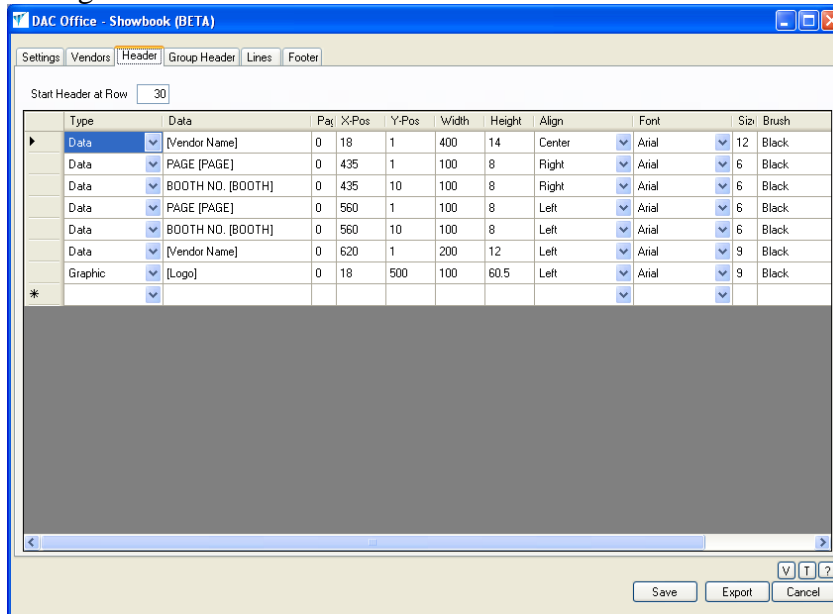 DAC Office - Showbook (BETA)
Settings Vendors Header Group Header Lines Footer
Start Header at Row 30
Type Data Pag X-Pos Y-Pos Width Height Align Font Siz Brush
Data [Vendor Name] 0 18 1 400 14 Center Arial 12 Black
Data PAGE [PAGE] 0 435 1 100 8 Right Arial 6 Black
Data BOOTH NO. [BOOTH] 0 435 10 100 8 Right Arial 6 Black
Data PAGE [PAGE] 0 560 1 100 8 Left Arial 6 Black
Data BOOTH NO. [BOOTH] 0 560 10 100 8 Left Arial 6 Black
Data [Vendor Name] 0 620 1 200 12 Left Arial 9 Black
Graphic [Logo] 0 18 500 100 60.5 Left Arial 9 Black
V T ?
Save Export Cancel